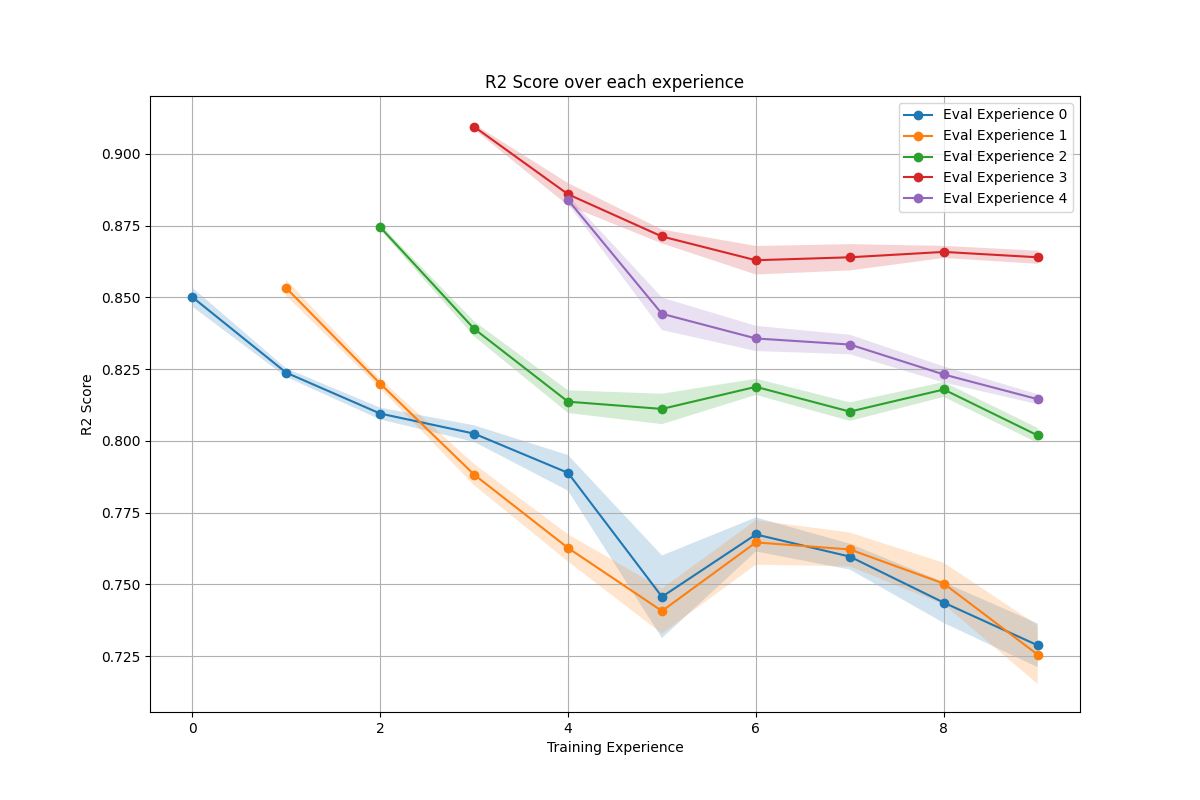 R2 Score over each experience
Eval Experience 0
Eval Experience 1
Eval Experience 2
Eval Experience 3
Eval Experience 4
0.900
0.875
0.850
0.825
0.800
0.775
0.750
0.725
R2 Score
0 2 4 6 8
Training Experience